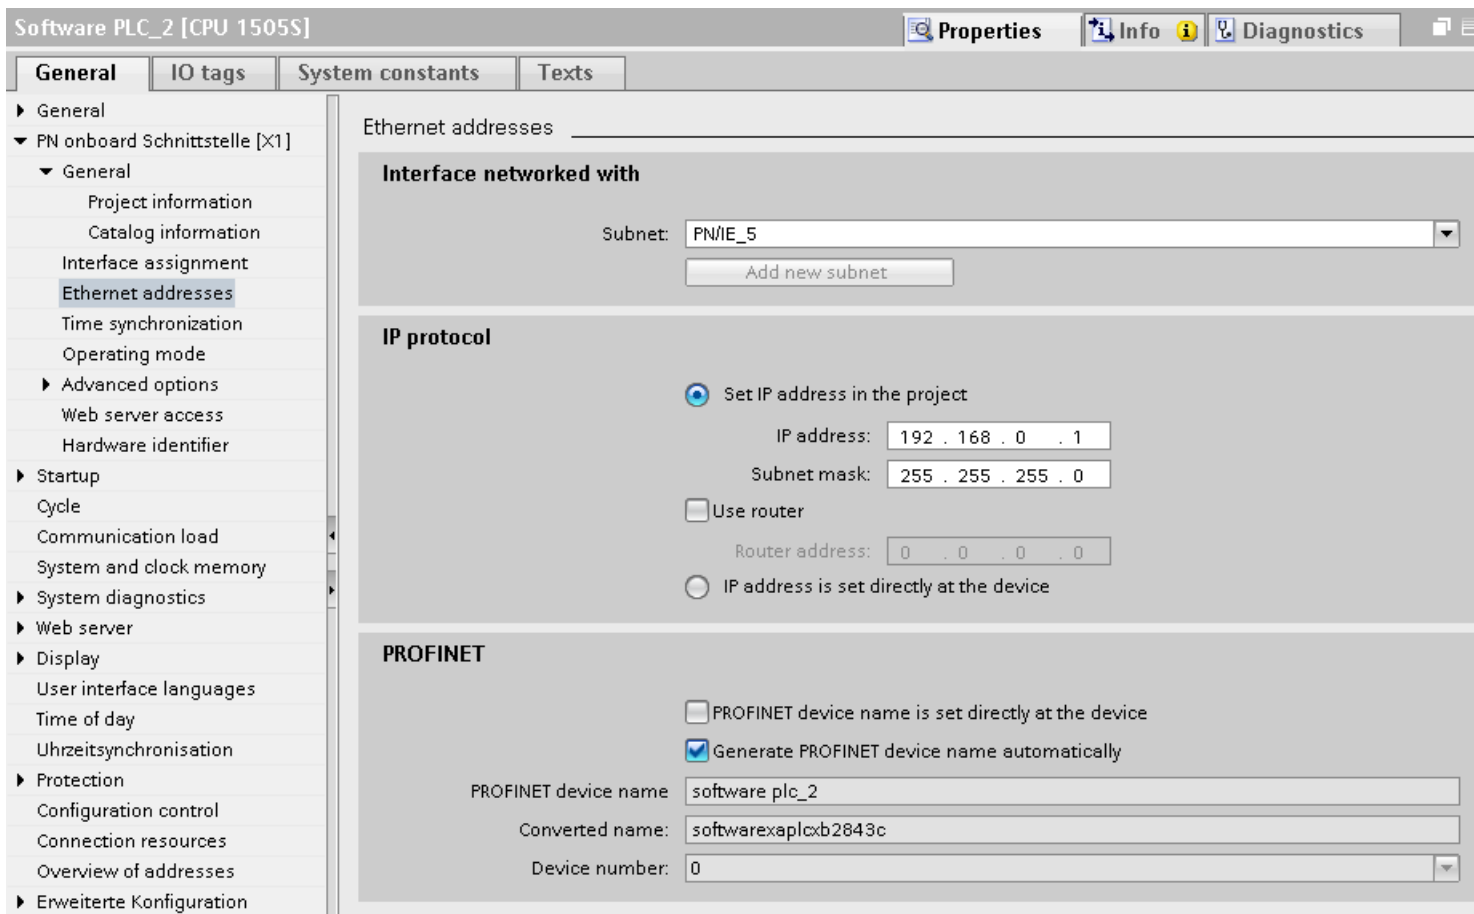 Software PLC_2 [CPU 1505S]
Properties
Info
Diagnostics
General
IO tags
System constants
Texts
General
PN onboard Schnittstelle [X1]
General
Project information
Catalog information
Interface assignment
Ethernet addresses
Time synchronization
Operating mode
Advanced options
Web server access
Hardware identifier
Startup
Cycle
Communication load
System and clock memory
System diagnostics
Web server
Display
User interface languages
Time of day
Uhrzeitsynchronisation
Protection
Configuration control
Connection resources
Overview of addresses
Erweiterte Konfiguration
Ethernet addresses
Interface networked with
Subnet: PN/IE_5
Add new subnet
IP protocol
Set IP address in the project
IP address: 192 . 168 . 0 . 1
Subnet mask: 255 . 255 . 255 . 0
Use router
Router address: 0 . 0 . 0 . 0
IP address is set directly at the device
PROFINET
PROFINET device name is set directly at the device
Generate PROFINET device name automatically
PROFINET device name software plc_2
Converted name: softwarexaplcxb2843c
Device number: 0